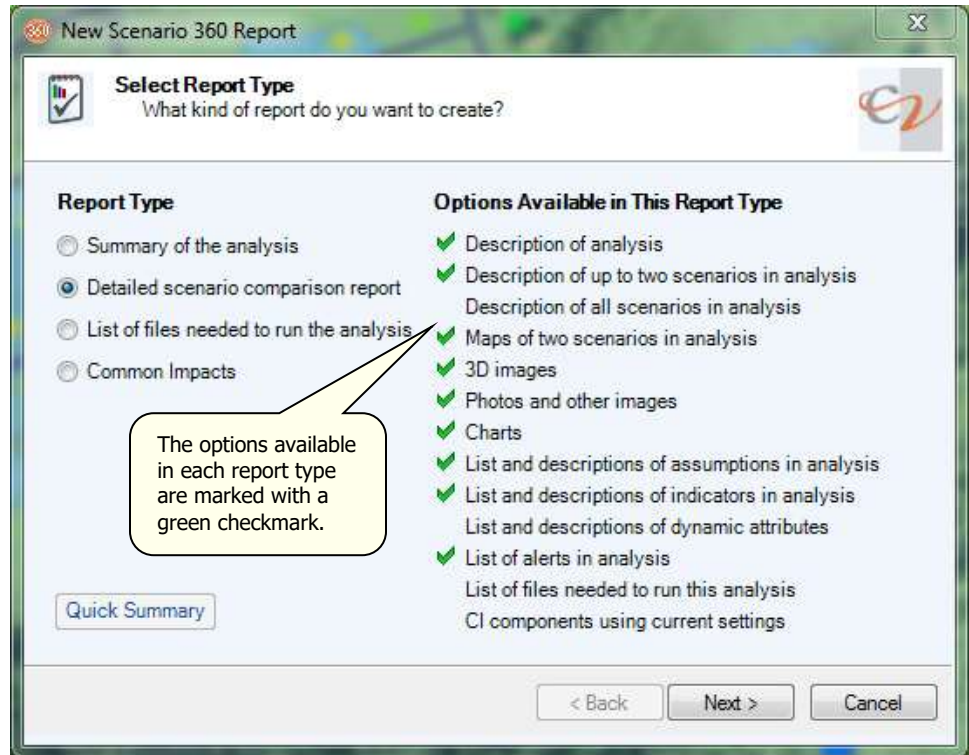 360 New Scenario 360 Report
Select Report Type
What kind of report do you want to create?
CV
Report Type
Summary of the analysis
Detailed scenario comparison report
List of files needed to run the analysis
Common Impacts
The options available
in each report type
are marked with a
green checkmark.
Quick Summary
Options Available in This Report Type
Description of analysis
Description of up to two scenarios in analysis
Description of all scenarios in analysis
Maps of two scenarios in analysis
3D images
Photos and other images
Charts
List and descriptions of assumptions in analysis
List and descriptions of indicators in analysis
List and descriptions of dynamic attributes
List of alerts in analysis
List of files needed to run this analysis
CI components using current settings
< Back
Next >
Cancel